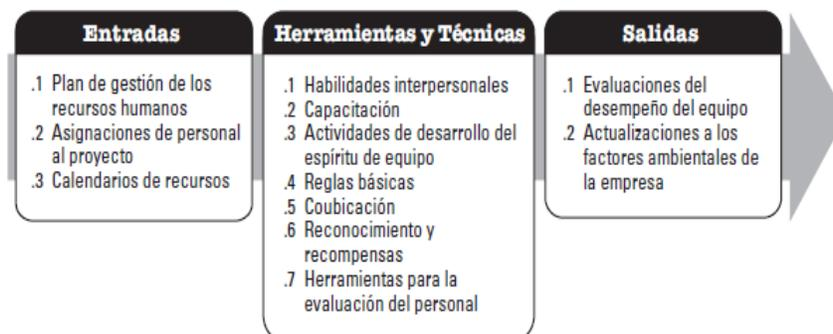 Entradas
.1 Plan de gestión de los
recursos humanos
.2 Asignaciones de personal
al proyecto
.3 Calendarios de recursos
Herramientas y Técnicas
.1 Habilidades interpersonales
.2 Capacitación
.3 Actividades de desarrollo del
espíritu de equipo
.4 Reglas básicas
.5 Coubicación
.6 Reconocimiento y
recompensas
.7 Herramientas para la
evaluación del personal
Salidas
.1 Evaluaciones del
desempeño del equipo
.2 Actualizaciones a los
factores ambientales de
la empresa